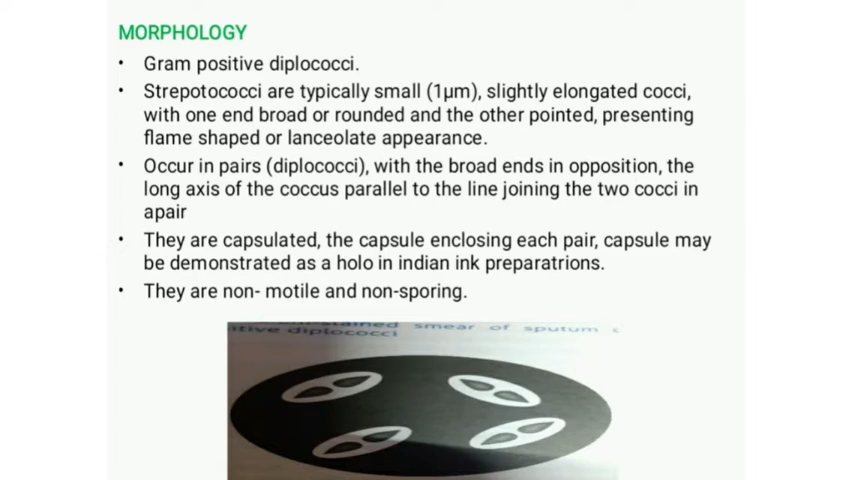 MORPHOLOGY
• Gram positive diplococci.
• Strepotococci are typically small (1µm), slightly elongated cocci,
with one end broad or rounded and the other pointed, presenting
flame shaped or lanceolate appearance.
• Occur in pairs (diplococci), with the broad ends in opposition, the
long axis of the coccus parallel to the line joining the two cocci in
apair
• They are capsulated, the capsule enclosing each pair, capsule may
be demonstrated as a holo in indian ink preparatrions.
• They are non- motile and non-sporing.
stained smear of sputum
diplococci